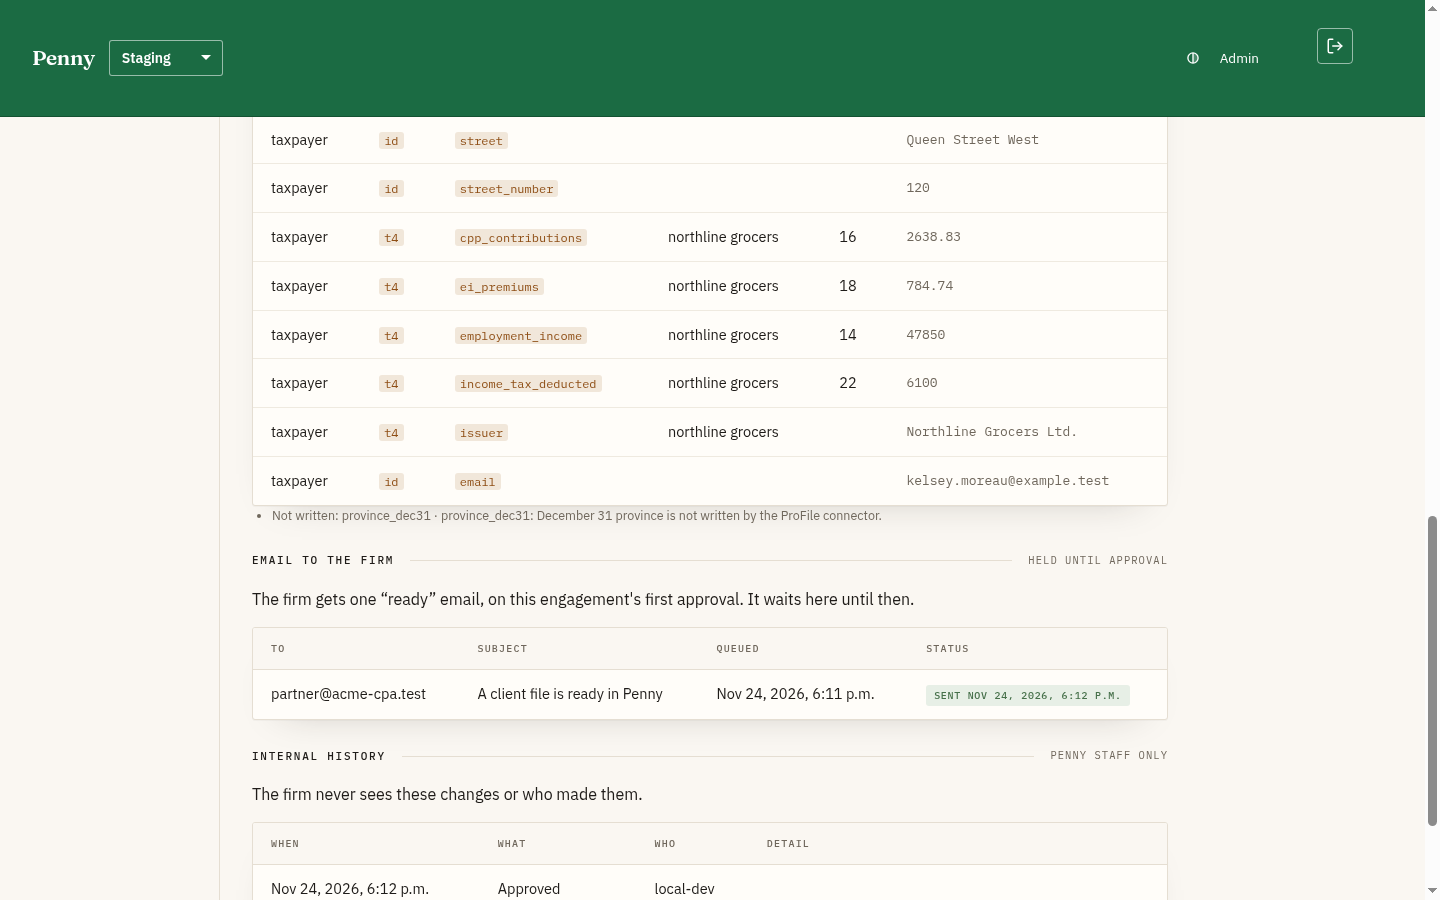 Penny Staging Admin
taxpayer id street Queen Street West
taxpayer id street_number 120
taxpayer t4 cpp_contributions northline grocers 16 2638.83
taxpayer t4 ei_premiums northline grocers 18 784.74
taxpayer t4 employment_income northline grocers 14 47850
taxpayer t4 income_tax_deducted northline grocers 22 6100
taxpayer t4 issuer northline grocers Northline Grocers Ltd.
taxpayer id email kelsey.moreau@example.test
• Not written: province_dec31 · province_dec31: December 31 province is not written by the ProFile connector.
EMAIL TO THE FIRM HELD UNTIL APPROVAL
The firm gets one “ready” email, on this engagement's first approval. It waits here until then.
TO SUBJECT QUEUED STATUS
partner@acme-cpa.test A client file is ready in Penny Nov 24, 2026, 6:11 p.m. SENT NOV 24, 2026, 6:12 P.M.
INTERNAL HISTORY PENNY STAFF ONLY
The firm never sees these changes or who made them.
WHEN WHAT WHO DETAIL
Nov 24, 2026, 6:12 p.m. Approved local-dev